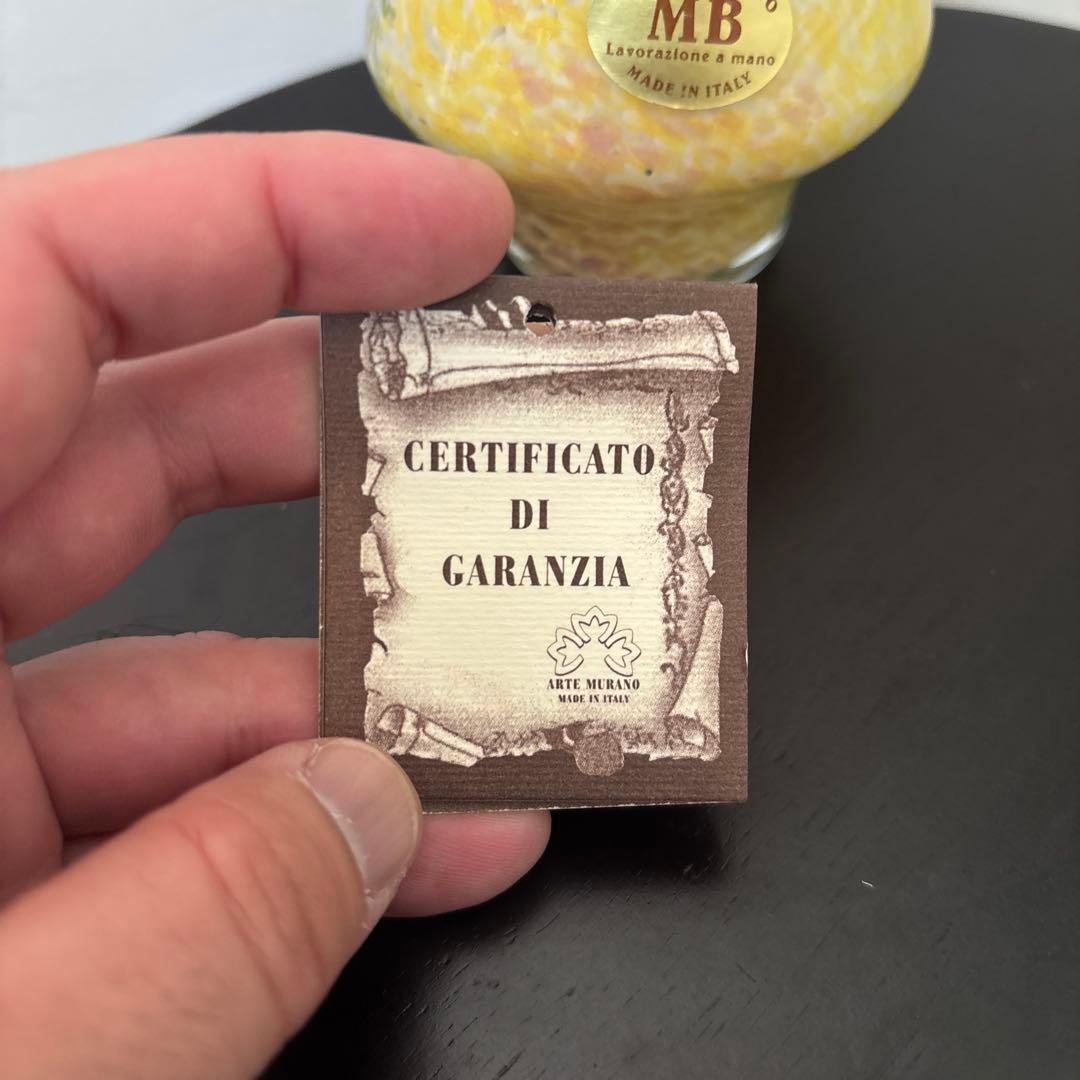 MB
Lavorazione a mano
MADE IN ITALY
CERTIFICATO
DI
GARANZIA
ARTE MURANO
MADE IN ITALY